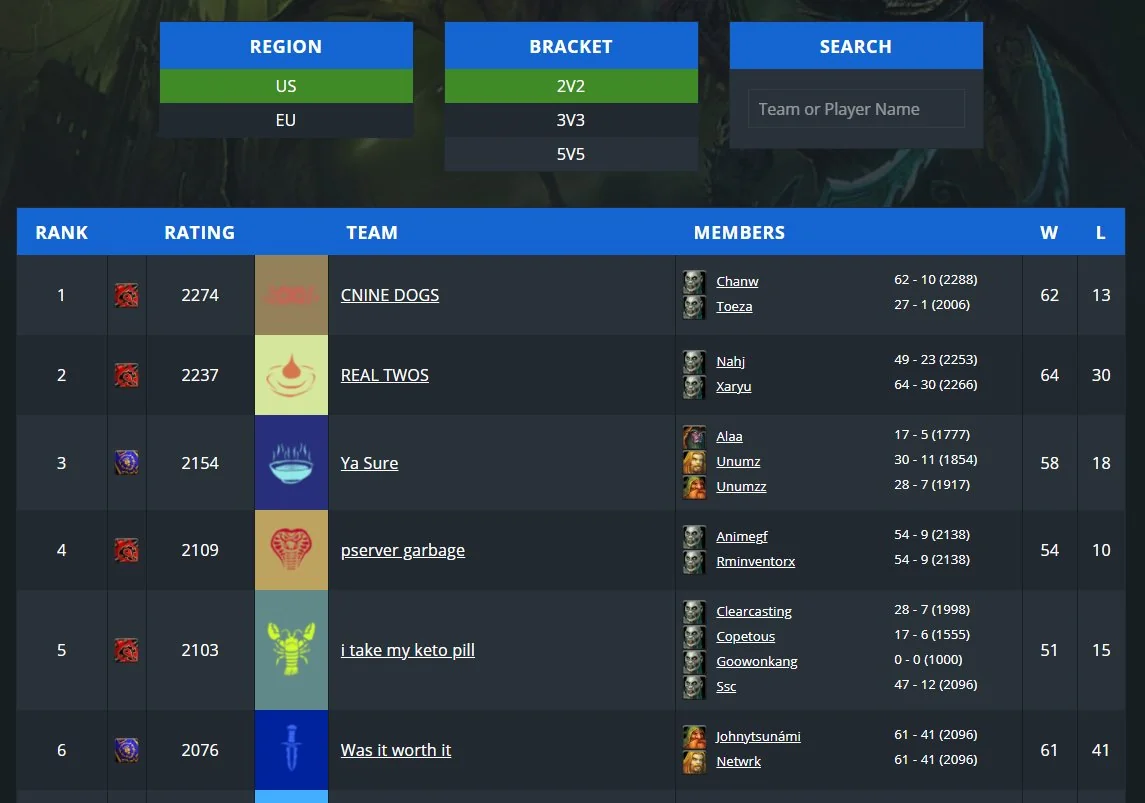 REGION BRACKET SEARCH
US 2V2
Team or Player Name
EU 3V3
5V5
RANK RATING TEAM MEMBERS W L
1 2274 CNINE DOGS Chanw 62 - 10 (2288) 62 13
Toeza 27 - 1 (2006)
2 2237 REAL TWOS Nahj 49 - 23 (2253) 64 30
Xaryu 64 - 30 (2266)
3 2154 Ya Sure Alaa 17 - 5 (1777) 58 18
Unumz 30 - 11 (1854)
Unumzz 28 - 7 (1917)
4 2109 pserver garbage Animegf 54 - 9 (2138) 54 10
Rminventorx 54 - 9 (2138)
5 2103 i take my keto pill Clearcasting 28 - 7 (1998) 51 15
Copetous 17 - 6 (1555)
Goowonkang 0 - 0 (1000)
Ssc 47 - 12 (2096)
6 2076 Was it worth it Johnytsunámi 61 - 41 (2096) 61 41
Netwrk 61 - 41 (2096)